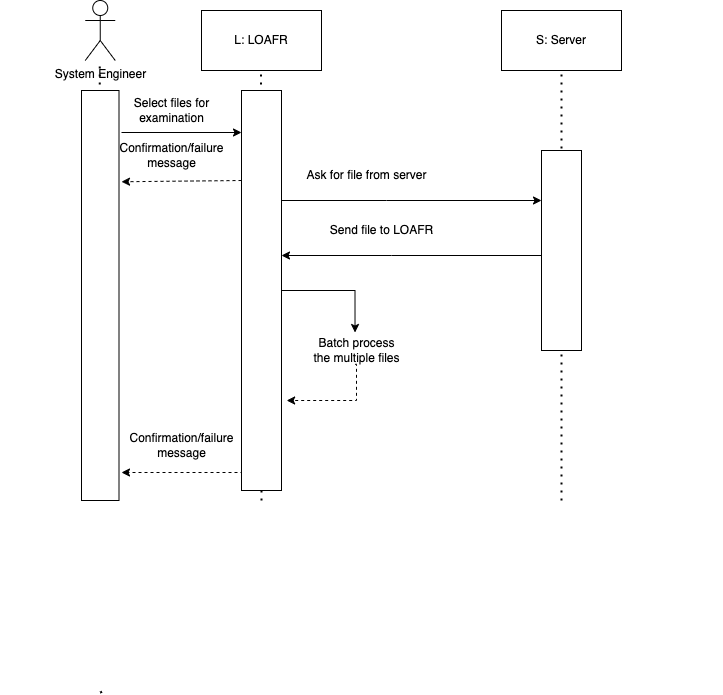 L: LOAFR
S: Server
System Engineer
Select files for
examination
Confirmation/failure
message
Ask for file from server
Send file to LOAFR
Batch process
the multiple files
Confirmation/failure
message